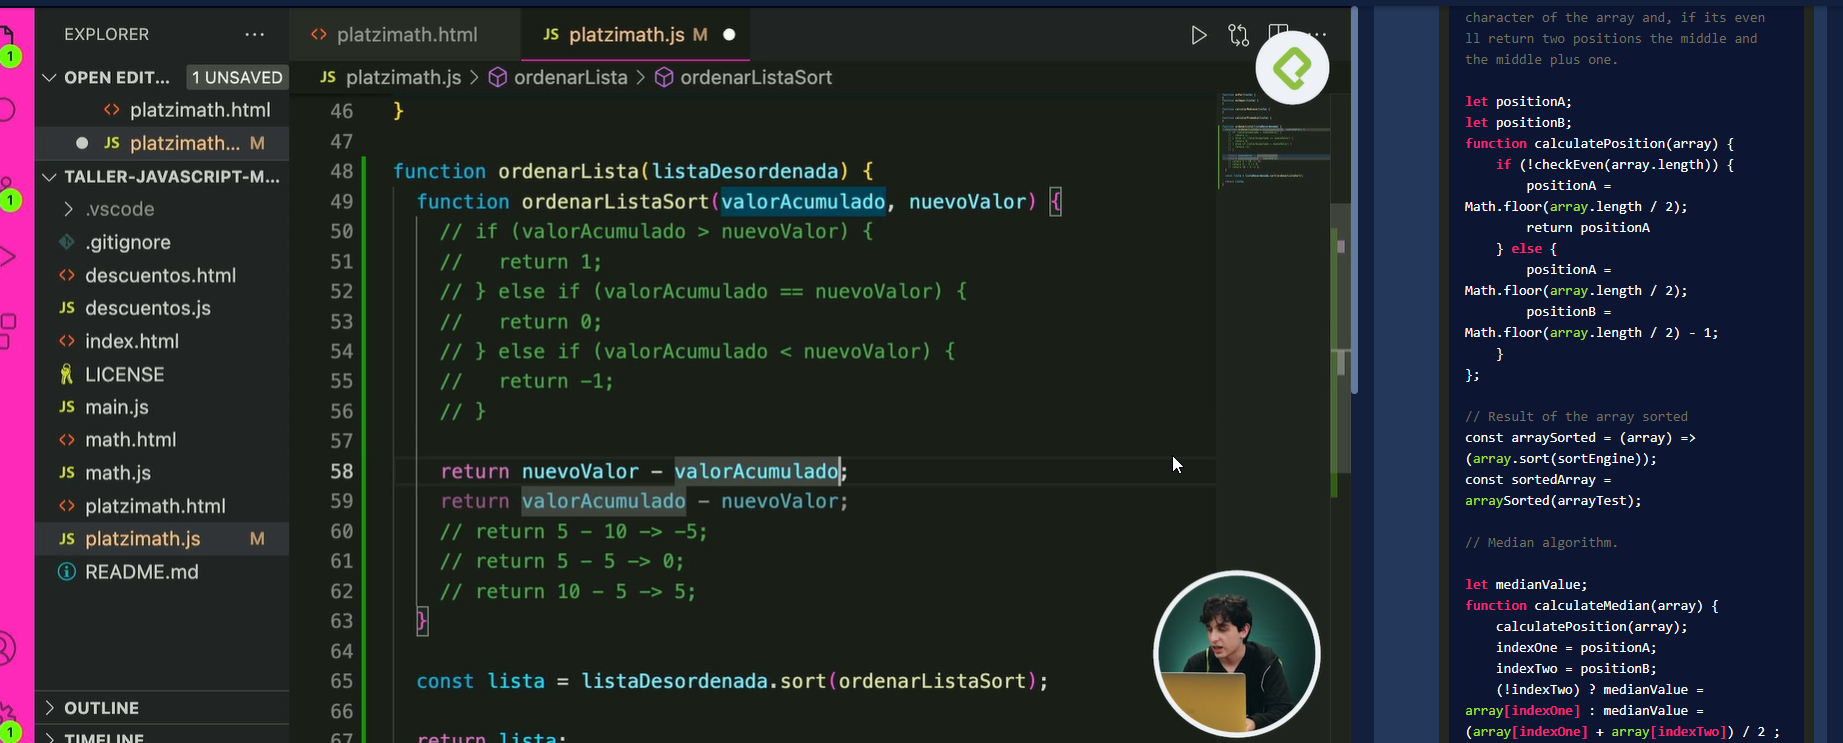 EXPLORER
OPEN EDIT... 1 UNSAVED
platzimath.html
JS platzimath... M
TALLER-JAVASCRIPT-M...
.vscode
.gitignore
descuentos.html
JS descuentos.js
index.html
LICENSE
JS main.js
math.html
JS math.js
platzimath.html
JS platzimath.js M
README.md
OUTLINE
TIMELINE
1
1
1
platzimath.html
JS platzimath.js M
JS platzimath.js > ordenarLista > ordenarListaSort
46 }
47
48 function ordenarLista(listaDesordenada) {
49 function ordenarListaSort(valorAcumulado, nuevoValor) {
50 // if (valorAcumulado > nuevoValor) {
51 // return 1;
52 // } else if (valorAcumulado == nuevoValor) {
53 // return 0;
54 // } else if (valorAcumulado < nuevoValor) {
55 // return -1;
56 // }
57
58 return nuevoValor - valorAcumulado;
59 return valorAcumulado - nuevoValor;
60 // return 5 - 10 -> -5;
61 // return 5 - 5 -> 0;
62 // return 10 - 5 -> 5;
63 }
64
65 const lista = listaDesordenada.sort(ordenarListaSort);
66
67 return lista;
character of the array and, if its even
ll return two positions the middle and
the middle plus one.
let positionA;
let positionB;
function calculatePosition(array) {
if (!checkEven(array.length)) {
positionA =
Math.floor(array.length / 2);
return positionA
} else {
positionA =
Math.floor(array.length / 2);
positionB =
Math.floor(array.length / 2) - 1;
}
};
// Result of the array sorted
const arraySorted = (array) =>
(array.sort(sortEngine));
const sortedArray =
arraySorted(arrayTest);
// Median algorithm.
let medianValue;
function calculateMedian(array) {
calculatePosition(array);
indexOne = positionA;
indexTwo = positionB;
(!indexTwo) ? medianValue =
array[indexOne] : medianValue =
(array[indexOne] + array[indexTwo]) / 2 ;